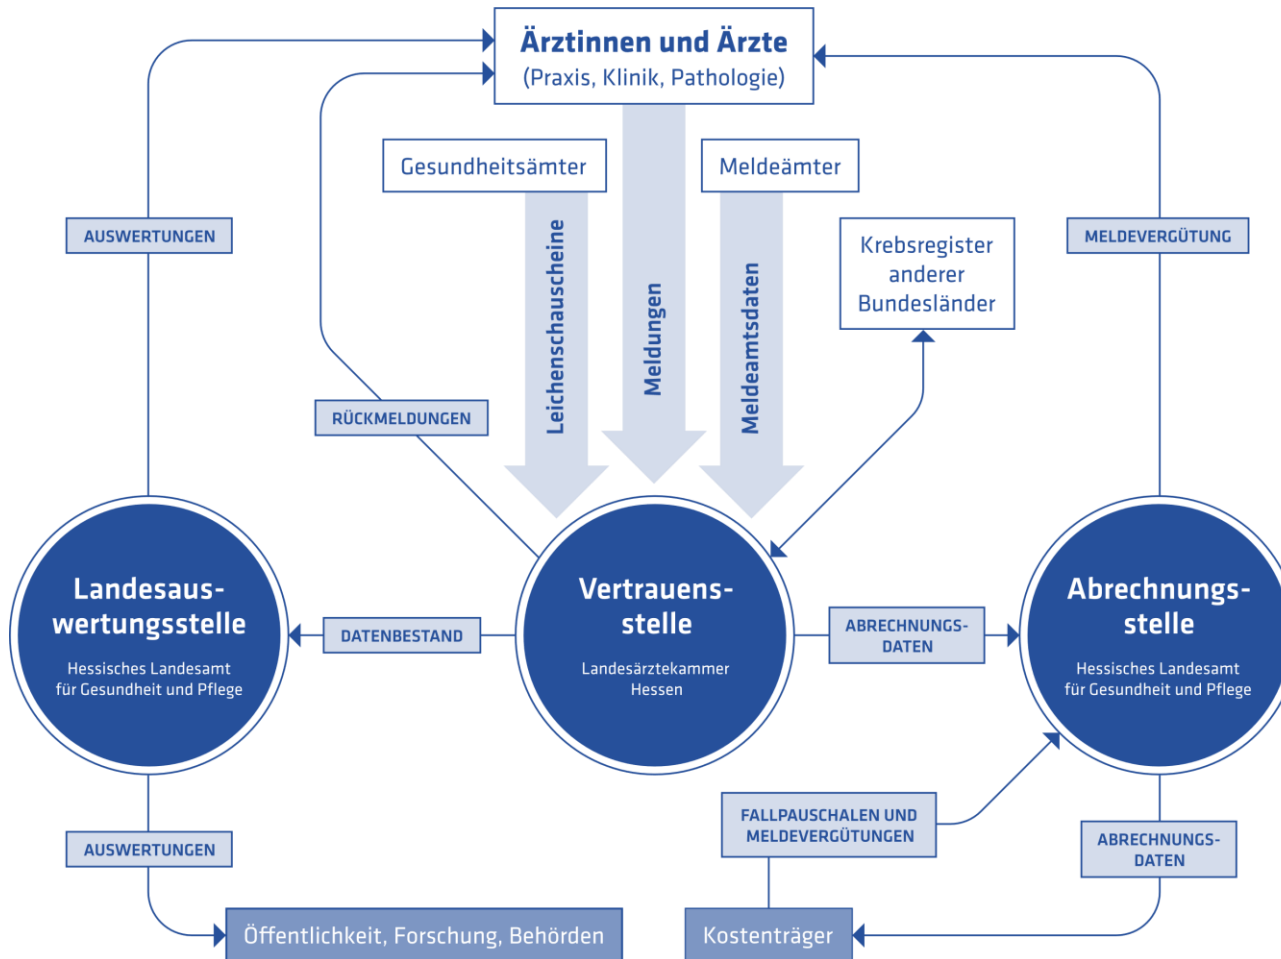 Ärztinnen und Ärzte
(Praxis, Klinik, Pathologie)
Gesundheitsämter
Meldeämter
AUSWERTUNGEN
MELDEVERGÜTUNG
Krebsregister
anderer
Bundesländer
Leichenschauscheine
Meldungen
Meldeamtsdaten
RÜCKMELDUNGEN
Landesaus-
wertungsstelle
Hessisches Landesamt
für Gesundheit und Pflege
DATENBESTAND
Vertrauens-
stelle
Landesärztekammer
Hessen
ABRECHNUNGS-
DATEN
Abrechnungs-
stelle
Hessisches Landesamt
für Gesundheit und Pflege
AUSWERTUNGEN
FALLPAUSCHALEN UND
MELDEVERGÜTUNGEN
ABRECHNUNGS-
DATEN
Öffentlichkeit, Forschung, Behörden
Kostenträger